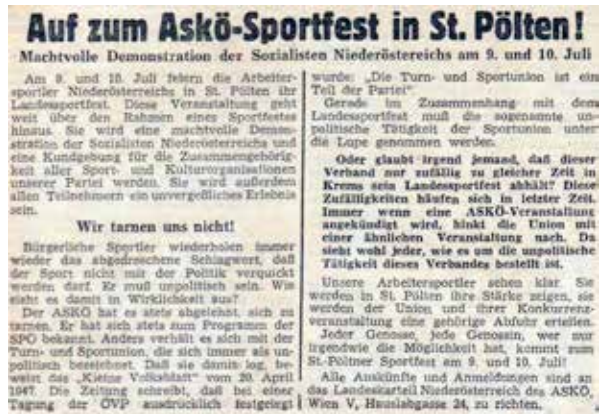 Auf zum Askö-Sportfest in St. Pölten!
Machtvolle Demonstration der Sozialisten Niederöstereichs am 9. und 10. Juli
Am 9. und 10. Juli feiern die Arbeiter-
sportler Niederösterreichs in St. Pölten ihr
Landessportfest. Diese Veranstaltung geht
weit über den Rahmen eines Sportfestes
hinaus. Sie wird eine machtvolle Demon-
stration der Sozialisten Niederösterreichs und
eine Kundgebung für die Zusammengehörig-
keit aller Sport- und Kulturorganisationen
unserer Partei werden. Sie wird außerdem
allen Teilnehmern ein unvergeßliches Erlebnis
sein.
Wir tarnen uns nicht!
Bürgerliche Sportler wiederholen immer
wieder das abgedroschene Schlagwort, daß
der Sport nicht mit der Politik verquickt
werden darf. Er muß unpolitisch sein. Wie
sieht es damit in Wirklichkeit aus?
Der ASKÖ hat es stets abgelehnt, sich zu
tarnen. Er hat sich stets zum Programm der
SPÖ bekannt. Anders verhält es sich mit der
Turn- und Sportunion, die sich immer als un-
politisch bezeichnet. Daß sie damit log, be-
weist das „Kleine Volksblatt" vom 20. April
1947. Die Zeitung schreibt, daß bei einer
Tagung der ÖVP ausdrücklich festgelegt
wurde: „Die Turn- und Sportunion ist ein
Teil der Partei".
Gerade im Zusammenhang mit dem
Landessportfest muß die sogenannte un-
politische Tätigkeit der Sportunion unter
die Lupe genommen werden.
Oder glaubt irgend jemand, daß dieser
Verband nur zufällig zu gleicher Zeit in
Krems sein Landessportfest abhält? Diese
Zufälligkeiten häufen sich in letzter Zeit.
Immer wenn eine ASKÖ-Veranstaltung
angekündigt wird, hinkt die Union mit
einer ähnlichen Veranstaltung nach. Da
sieht wohl jeder, wie es um die unpolitische
Tätigkeit dieses Verbandes bestellt ist.
Unsere Arbeitersportler sehen klar. Sie
werden in St. Pölten ihre Stärke zeigen, sie
werden der Union und ihrer Konkurrenz-
veranstaltung eine gehörige Abfuhr erteilen.
Jeder Genosse, jede Genossin, wer nur
irgendwie die Möglichkeit hat, kommt zum
St.-Pöltner Sportfest am 9. und 10. Juli!
Alle Auskünfte und Anmeldungen sind an
das Landeskartell Niederösterreich des ASKÖ,
Wien V, Hauslabgasse 24, zu richten.